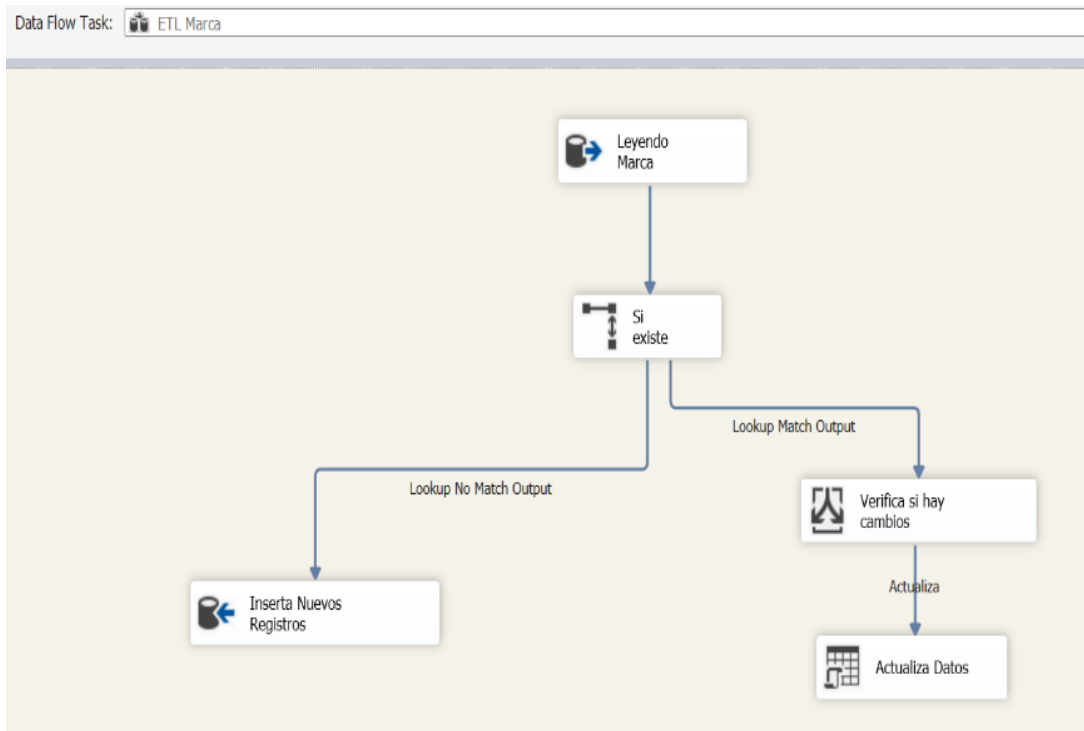 Data Flow Task: ETL Marca
Leyendo
Marca
Si
existe
Lookup Match Output
Lookup No Match Output
Verifica si hay
cambios
Actualiza
Inserta Nuevos
Registros
Actualiza Datos